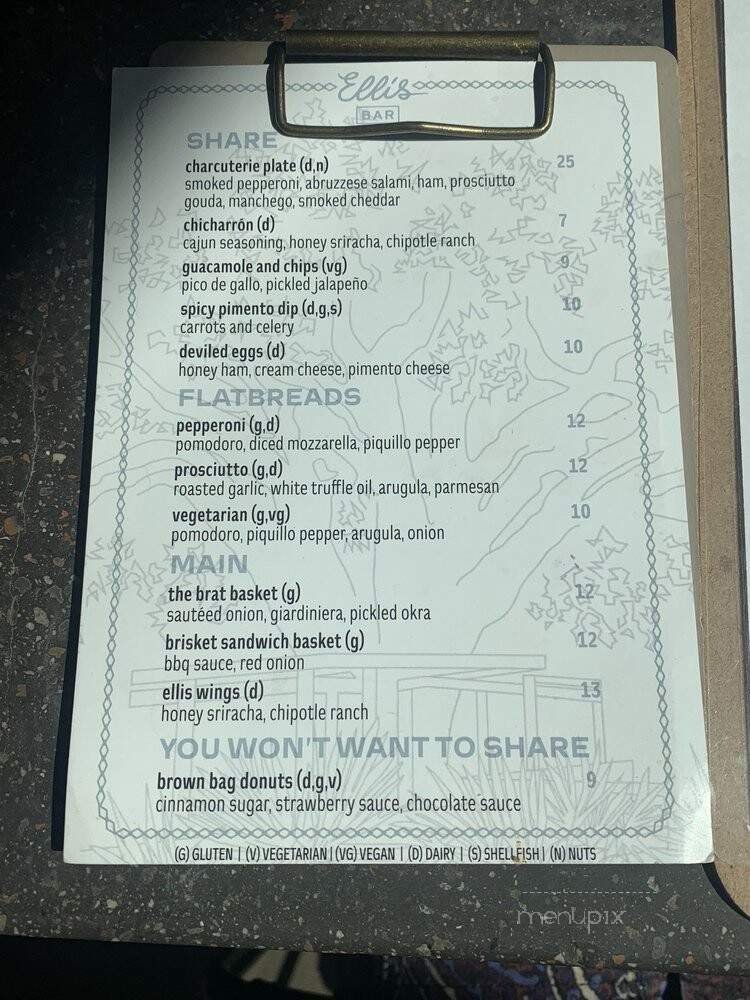 Ellis
BAR
SHARE
charcuterie plate (d,n) 25
smoked pepperoni, abruzzese salami, ham, prosciutto
gouda, manchego, smoked cheddar
chicharrón (d) 7
cajun seasoning, honey sriracha, chipotle ranch
guacamole and chips (vg) 9
pico de gallo, pickled jalapeño
spicy pimento dip (d,g,s) 10
carrots and celery
deviled eggs (d) 10
honey ham, cream cheese, pimento cheese
FLATBREADS
pepperoni (g,d) 12
pomodoro, diced mozzarella, piquillo pepper
prosciutto (g,d) 12
roasted garlic, white truffle oil, arugula, parmesan
vegetarian (g,vg) 10
pomodoro, piquillo pepper, arugula, onion
MAIN
the brat basket (g) 12
sautéed onion, giardiniera, pickled okra
brisket sandwich basket (g) 12
bbq sauce, red onion
ellis wings (d) 13
honey sriracha, chipotle ranch
YOU WON'T WANT TO SHARE
brown bag donuts (d,g,v) 9
cinnamon sugar, strawberry sauce, chocolate sauce
(G) GLUTEN | (V) VEGETARIAN | (VG) VEGAN | (D) DAIRY | (S) SHELLFISH | (N) NUTS
menupix